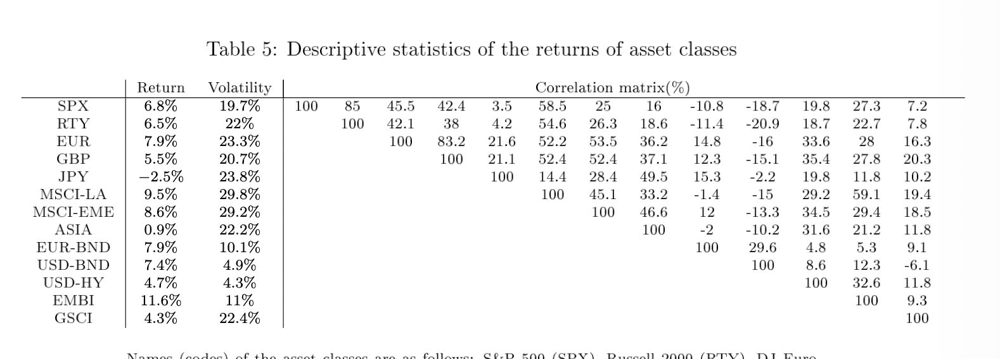 Table 5: Descriptive statistics of the returns of asset classes
Return Volatility Correlation matrix(%)
SPX 6.8% 19.7% 100 85 45.5 42.4 3.5 58.5 25 16 -10.8 -18.7 19.8 27.3 7.2
RTY 6.5% 22% 100 42.1 38 4.2 54.6 26.3 18.6 -11.4 -20.9 18.7 22.7 7.8
EUR 7.9% 23.3% 100 83.2 21.6 52.2 53.5 36.2 14.8 -16 33.6 28 16.3
GBP 5.5% 20.7% 100 21.1 52.4 52.4 37.1 12.3 -15.1 35.4 27.8 20.3
JPY −2.5% 23.8% 100 14.4 28.4 49.5 15.3 -2.2 19.8 11.8 10.2
MSCI-LA 9.5% 29.8% 100 45.1 33.2 -1.4 -15 29.2 59.1 19.4
MSCI-EME 8.6% 29.2% 100 46.6 12 -13.3 34.5 29.4 18.5
ASIA 0.9% 22.2% 100 -2 -10.2 31.6 21.2 11.8
EUR-BND 7.9% 10.1% 100 29.6 4.8 5.3 9.1
USD-BND 7.4% 4.9% 100 8.6 12.3 -6.1
USD-HY 4.7% 4.3% 100 32.6 11.8
EMBI 11.6% 11% 100 9.3
GSCI 4.3% 22.4% 100
Names (codes) of the asset classes are as follows: S&P 500 (SPX), Russell 2000 (RTY), DJ Euro